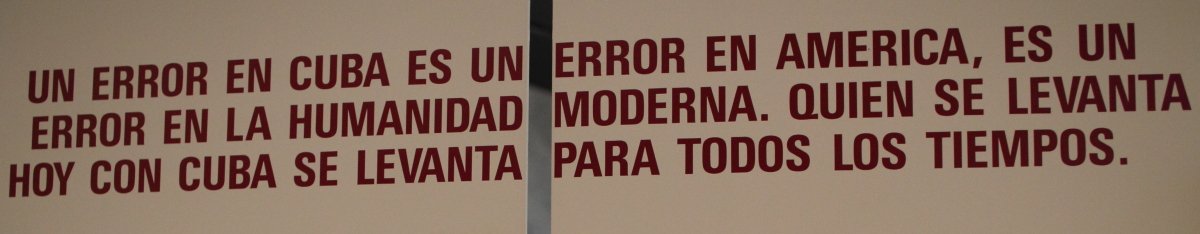 UN ERROR EN CUBA ES UN ERROR EN AMERICA, ES UN
ERROR EN LA HUMANIDAD MODERNA. QUIEN SE LEVANTA
HOY CON CUBA SE LEVANTA PARA TODOS LOS TIEMPOS.